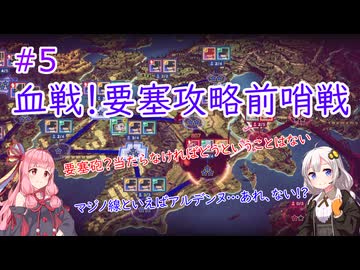 #5
血戦!要塞攻略前哨戦
要塞砲?当たらなければどうということはない
マジノ線といえばアルデンヌ…あれ、ない!?